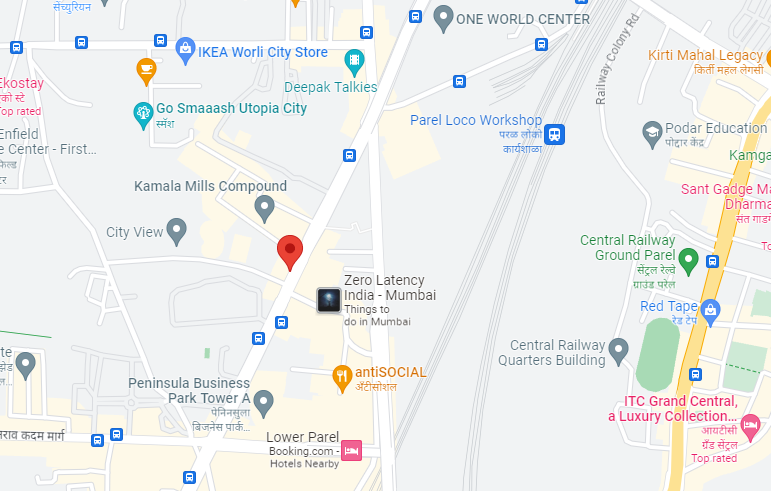 सेंच्युरियन
ONE WORLD CENTER
IKEA Worli City Store
Kirti Mahal Legacy
किर्ती महल लेगसी
Railway Colony Rd
Deepak Talkies
Ekostay
को स्टे
Top rated
Go Smaaash Utopia City
स्मॅश
Parel Loco Workshop
परळ लोको
कार्यशाळा
Podar Education
पोद्दार केंद्र
Enfield
e Center - First...
Kamga
Kamala Mills Compound
Sant Gadge Ma
Dharma
संत गाडगे
City View
To
Central Railway
Ground Parel
सेंट्रल रेल्वे
ग्राउंड परेल
Zero Latency
India - Mumbai
Things to
do in Mumbai
Red Tape
रेड टेप
Central Railway
Quarters Building
antiSOCIAL
अ‍ॅंटीसोशल
Peninsula Business
Park Tower A
पेनिनसुला
बिजनेस पार्क...
ITC Grand Central,
a Luxury Collection...
आयटीसी
ग्रँड सेंट्रल
Top rated
नराव कदम मार्ग
Lower Parel
Booking.com -
Hotels Nearby